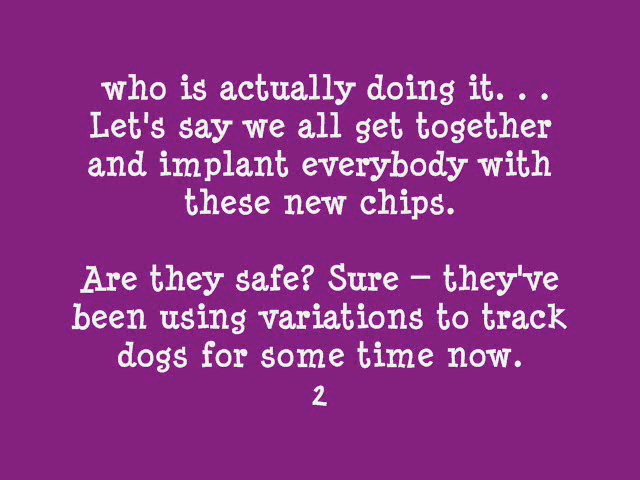 who is actually doing it. . .
Let's say we all get together
and implant everybody with
these new chips.
Are they safe? Sure – they've
been using variations to track
dogs for some time now.
2